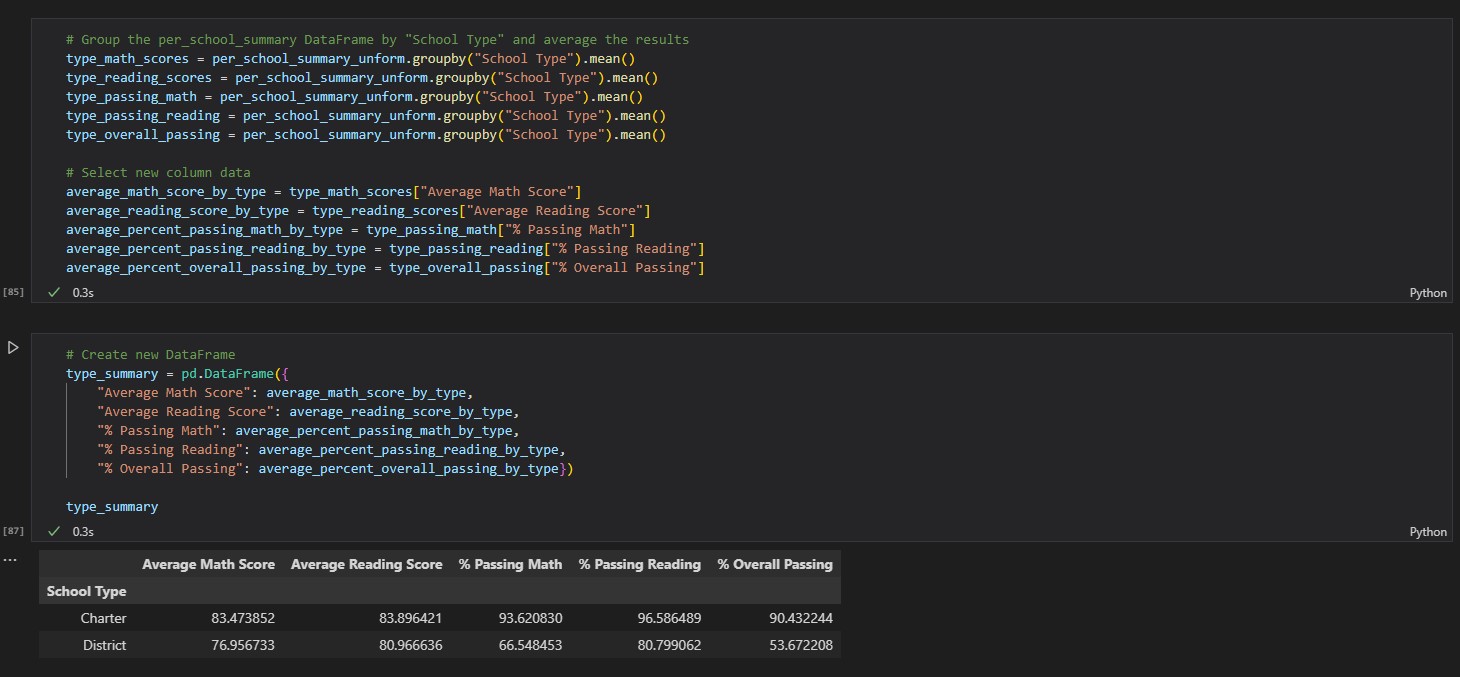 # Group the per_school_summary DataFrame by "School Type" and average the results
type_math_scores = per_school_summary_unform.groupby("School Type").mean()
type_reading_scores = per_school_summary_unform.groupby("School Type").mean()
type_passing_math = per_school_summary_unform.groupby("School Type").mean()
type_passing_reading = per_school_summary_unform.groupby("School Type").mean()
type_overall_passing = per_school_summary_unform.groupby("School Type").mean()
# Select new column data
average_math_score_by_type = type_math_scores["Average Math Score"]
average_reading_score_by_type = type_reading_scores["Average Reading Score"]
average_percent_passing_math_by_type = type_passing_math["% Passing Math"]
average_percent_passing_reading_by_type = type_passing_reading["% Passing Reading"]
average_percent_overall_passing_by_type = type_overall_passing["% Overall Passing"]
[85] 0.3s Python
# Create new DataFrame
type_summary = pd.DataFrame({
"Average Math Score": average_math_score_by_type,
"Average Reading Score": average_reading_score_by_type,
"% Passing Math": average_percent_passing_math_by_type,
"% Passing Reading": average_percent_passing_reading_by_type,
"% Overall Passing": average_percent_overall_passing_by_type})
type_summary
[87] 0.3s Python
... Average Math Score Average Reading Score % Passing Math % Passing Reading % Overall Passing
School Type
Charter 83.473852 83.896421 93.620830 96.586489 90.432244
District 76.956733 80.966636 66.548453 80.799062 53.672208